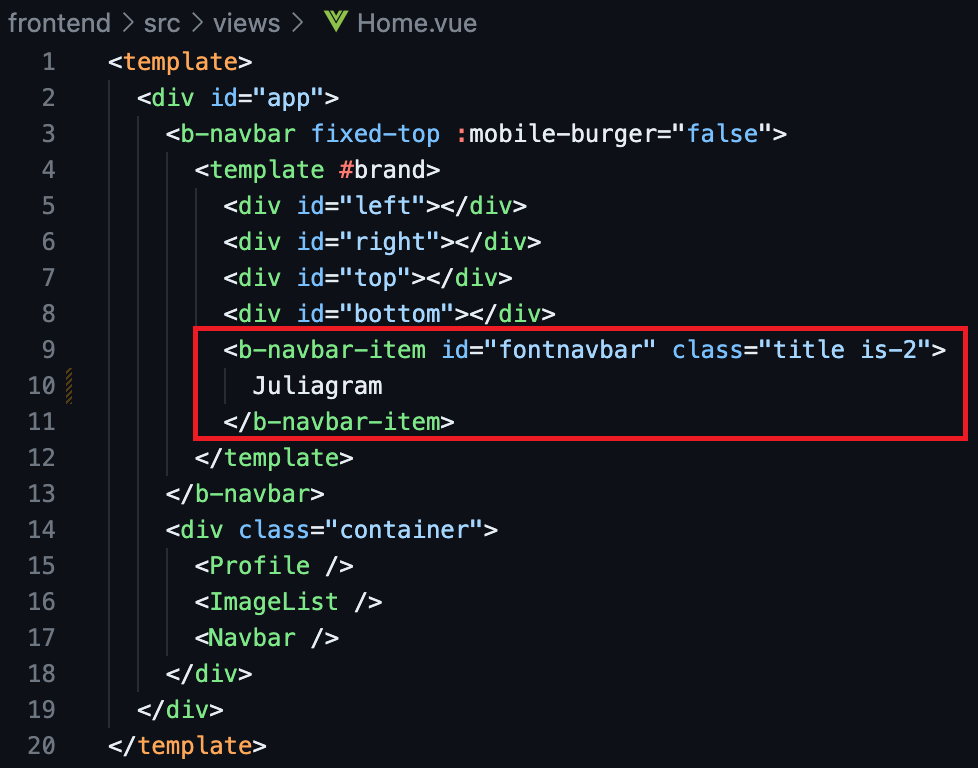 frontend > src > views > Home.vue
1 <template>
2 <div id="app">
3 <b-navbar fixed-top :mobile-burger="false">
4 <template #brand>
5 <div id="left"></div>
6 <div id="right"></div>
7 <div id="top"></div>
8 <div id="bottom"></div>
9 <b-navbar-item id="fontnavbar" class="title is-2">
10 Juliagram
11 </b-navbar-item>
12 </template>
13 </b-navbar>
14 <div class="container">
15 <Profile />
16 <ImageList />
17 <Navbar />
18 </div>
19 </div>
20 </template>